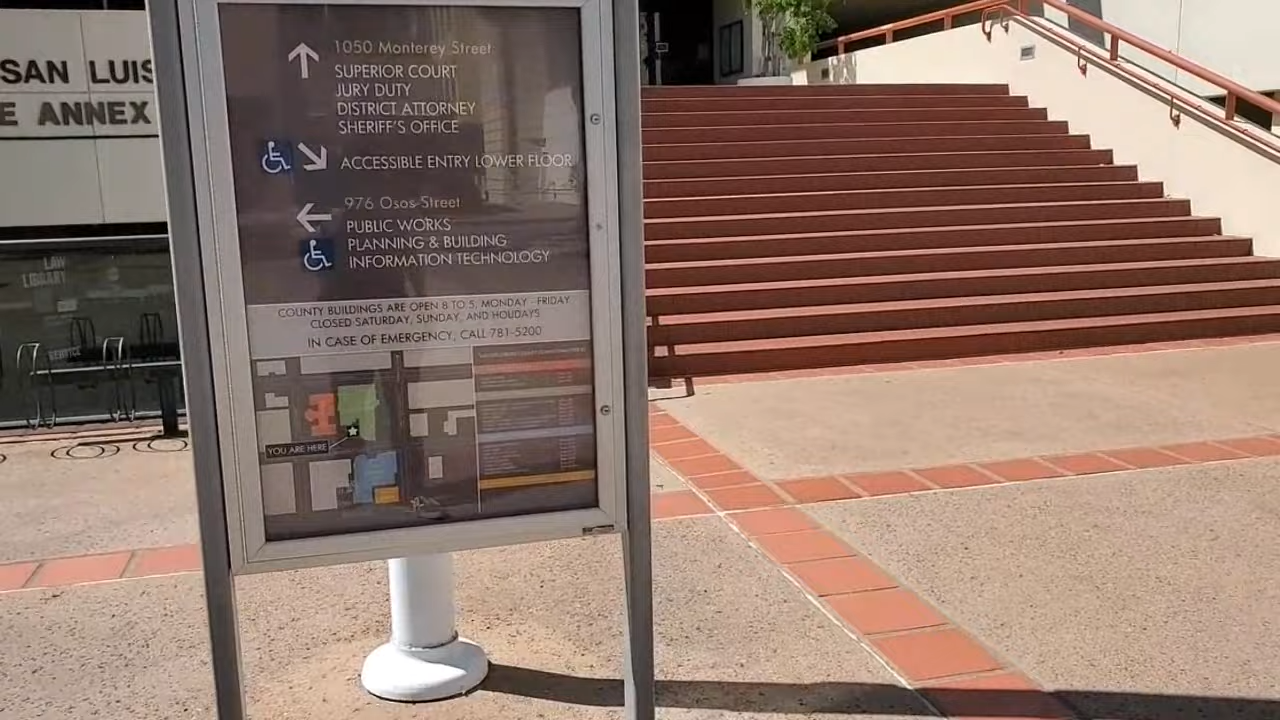 SAN LUIS
E ANNEX
LAW
LIBRARY
SERVICE
1050 Monterey Street
SUPERIOR COURT
JURY DUTY
DISTRICT ATTORNEY
SHERIFF'S OFFICE
ACCESSIBLE ENTRY LOWER FLOOR
976 Osos Street
PUBLIC WORKS
PLANNING & BUILDING
INFORMATION TECHNOLOGY
COUNTY BUILDINGS ARE OPEN 8 TO 5, MONDAY - FRIDAY
CLOSED SATURDAY, SUNDAY, AND HOLIDAYS
IN CASE OF EMERGENCY, CALL 781-5200
YOU ARE HERE